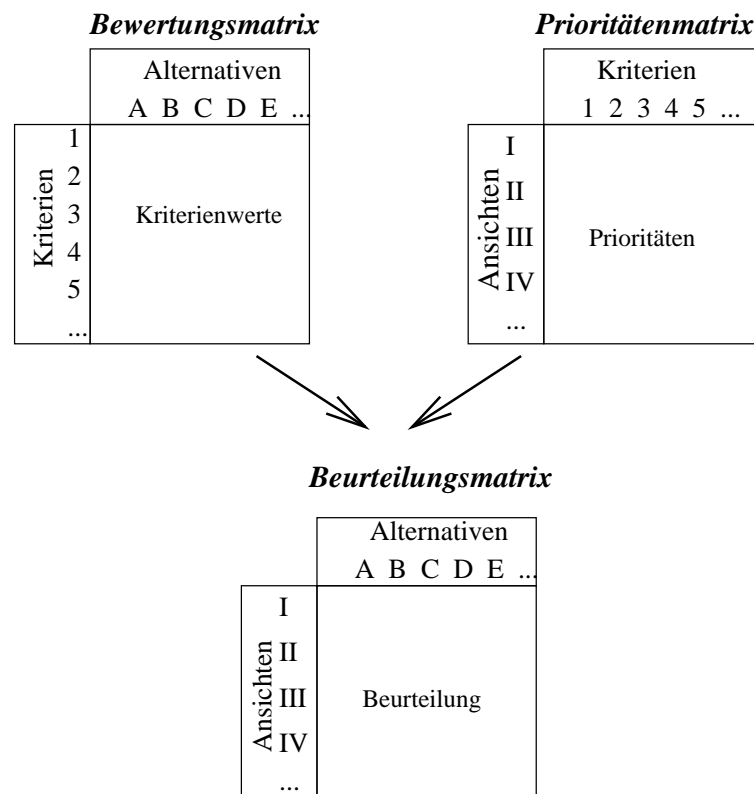 Bewertungsmatrix
Alternativen
A B C D E ...
Kriterien
1
2
3
4
5
...
Kriterienwerte
Prioritätenmatrix
Kriterien
1 2 3 4 5 ...
Ansichten
I
II
III
IV
...
Prioritäten
Beurteilungsmatrix
Alternativen
A B C D E ...
Ansichten
I
II
III
IV
...
Beurteilung